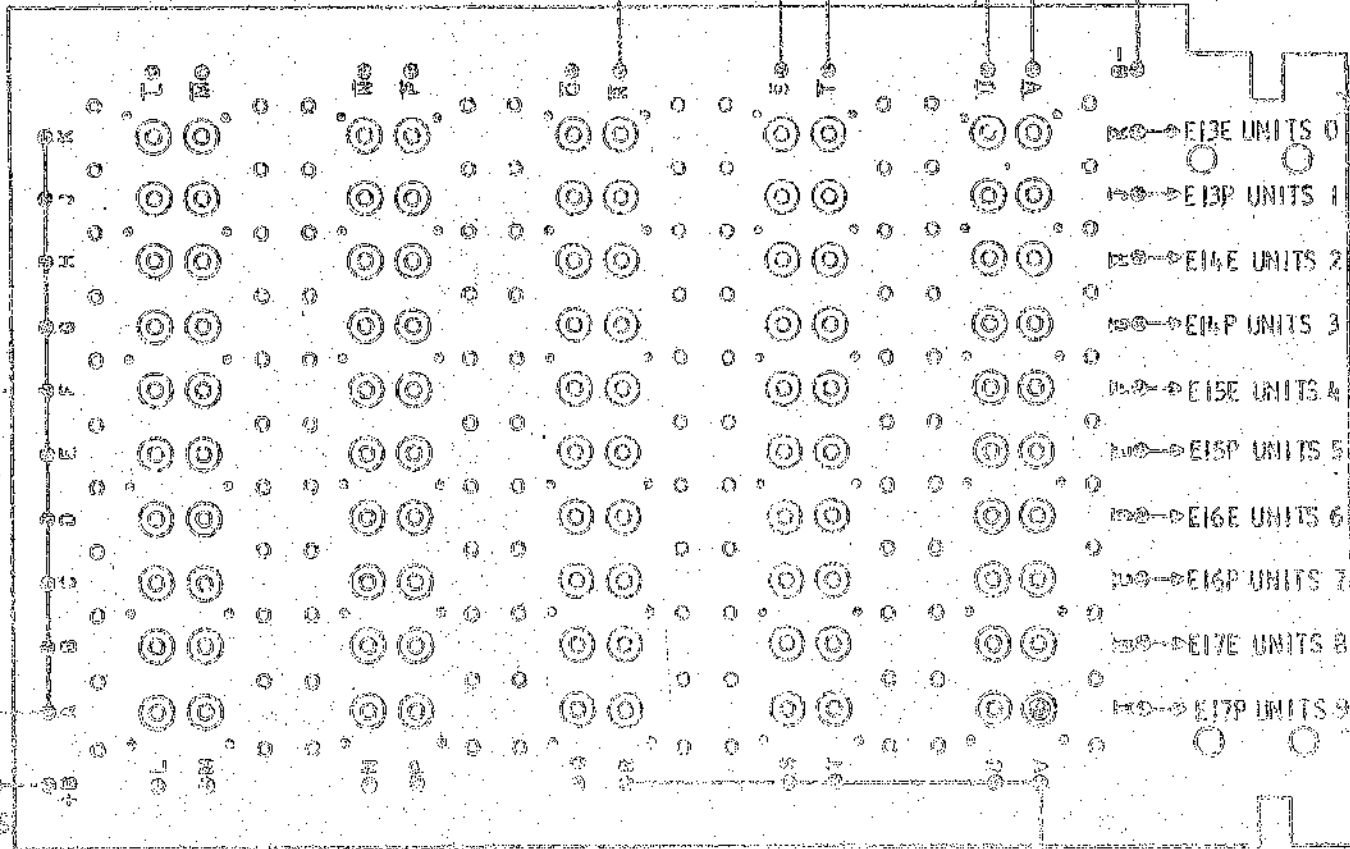 L M N P Q R S T U V B-
K E13E UNITS 0
J E13P UNITS 1
H E14E UNITS 2
G E14P UNITS 3
F E15E UNITS 4
E E15P UNITS 5
D E16E UNITS 6
C E16P UNITS 7
B E17E UNITS 8
A E17P UNITS 9
+B L M N P Q R S T U V